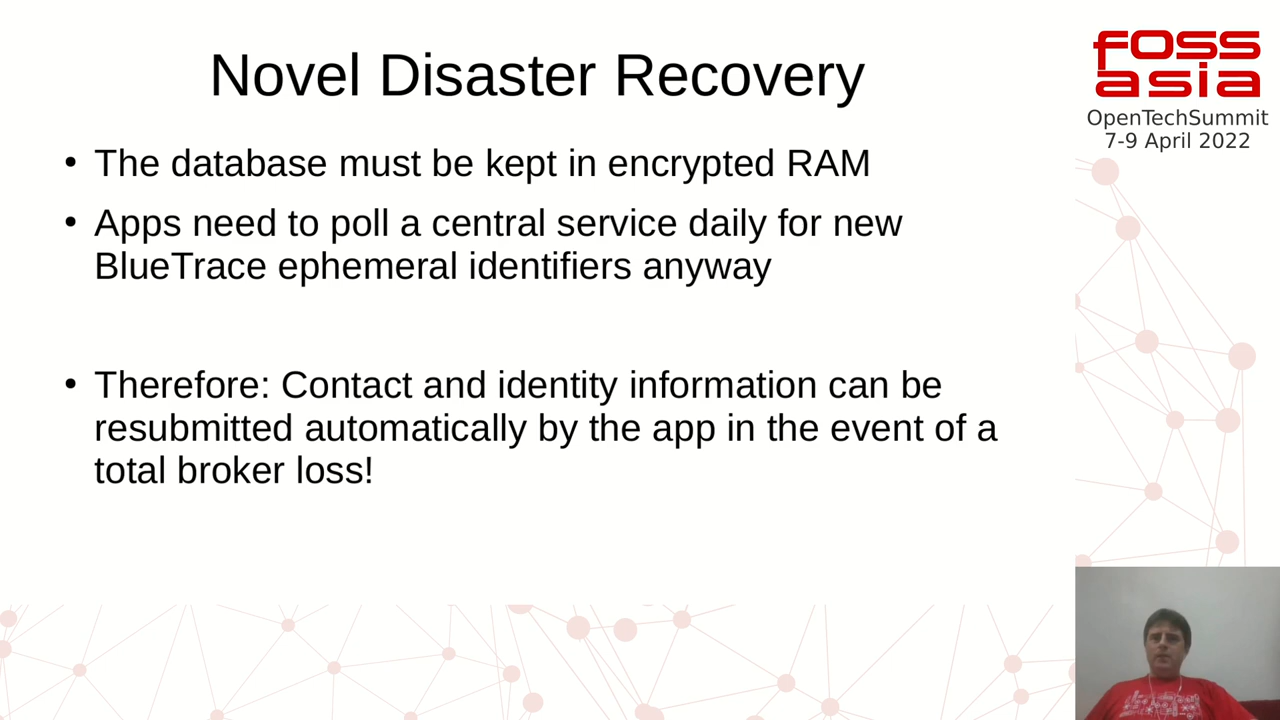 Novel Disaster Recovery
• The database must be kept in encrypted RAM
• Apps need to poll a central service daily for new
BlueTrace ephemeral identifiers anyway
• Therefore: Contact and identity information can be
resubmitted automatically by the app in the event of a
total broker loss!
foss
asia
OpenTechSummit
7-9 April 2022